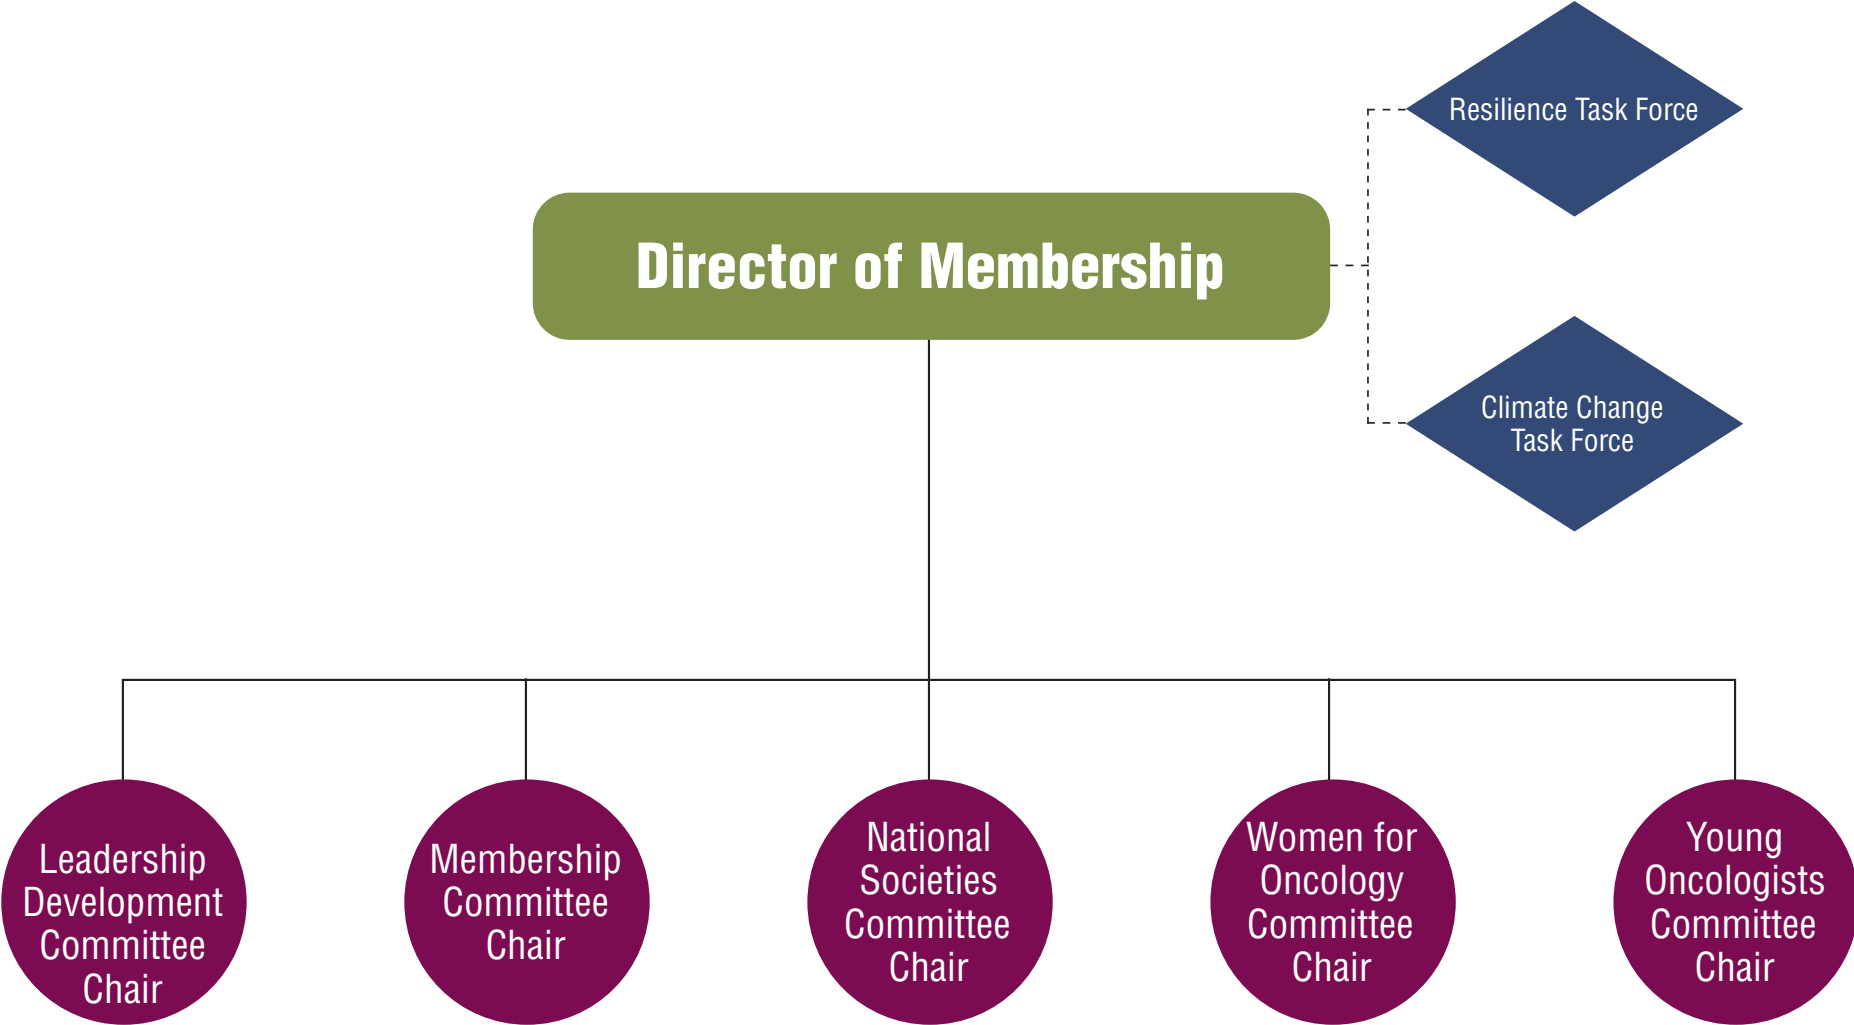 Resilience Task Force
Director of Membership
Climate Change
Task Force
Leadership
Development
Committee
Chair
Membership
Committee
Chair
National
Societies
Committee
Chair
Women for
Oncology
Committee
Chair
Young
Oncologists
Committee
Chair